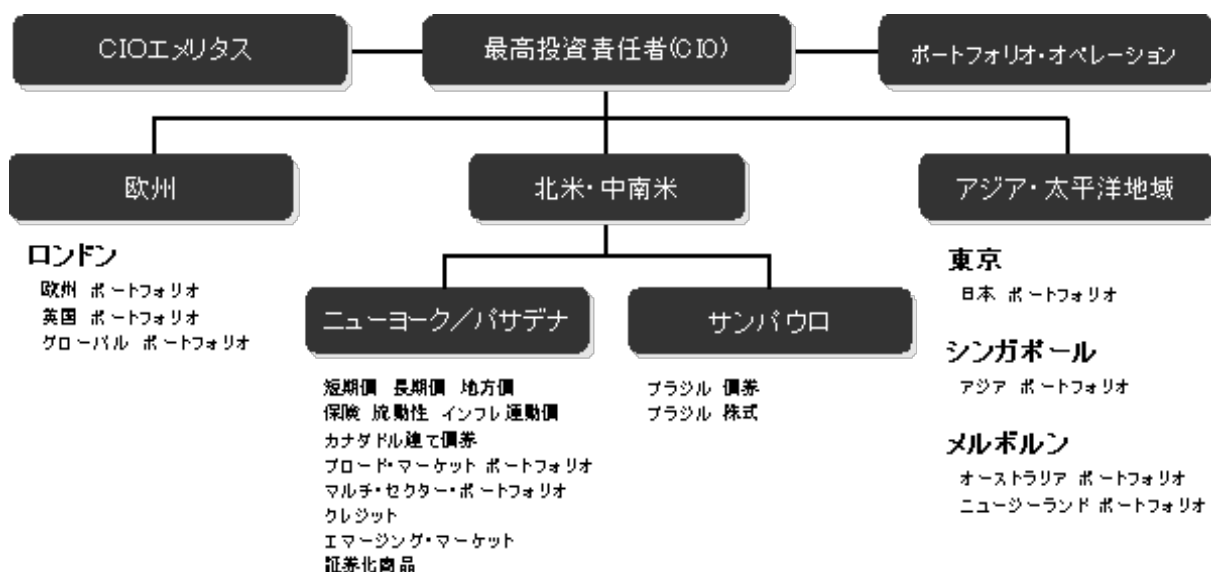 CIOエメリタス
最高投資責任者(CIO)
ポートフォリオ・オペレーション
欧州
北米・中南米
アジア・太平洋地域
ロンドン
欧州 ポートフォリオ
英国 ポートフォリオ
グローバル ポートフォリオ
ニューヨーク/パサデナ
短期債 長期債 地方債
保険 流動性 インフレ連動債
カナダドル建て債券
ブロード・マーケット ポートフォリオ
マルチ・セクター・ポートフォリオ
クレジット
エマージング・マーケット
証券化商品
サンパウロ
ブラジル 債券
ブラジル 株式
東京
日本 ポートフォリオ
シンガポール
アジア ポートフォリオ
メルボルン
オーストラリア ポートフォリオ
ニュージーランド ポートフォリオ